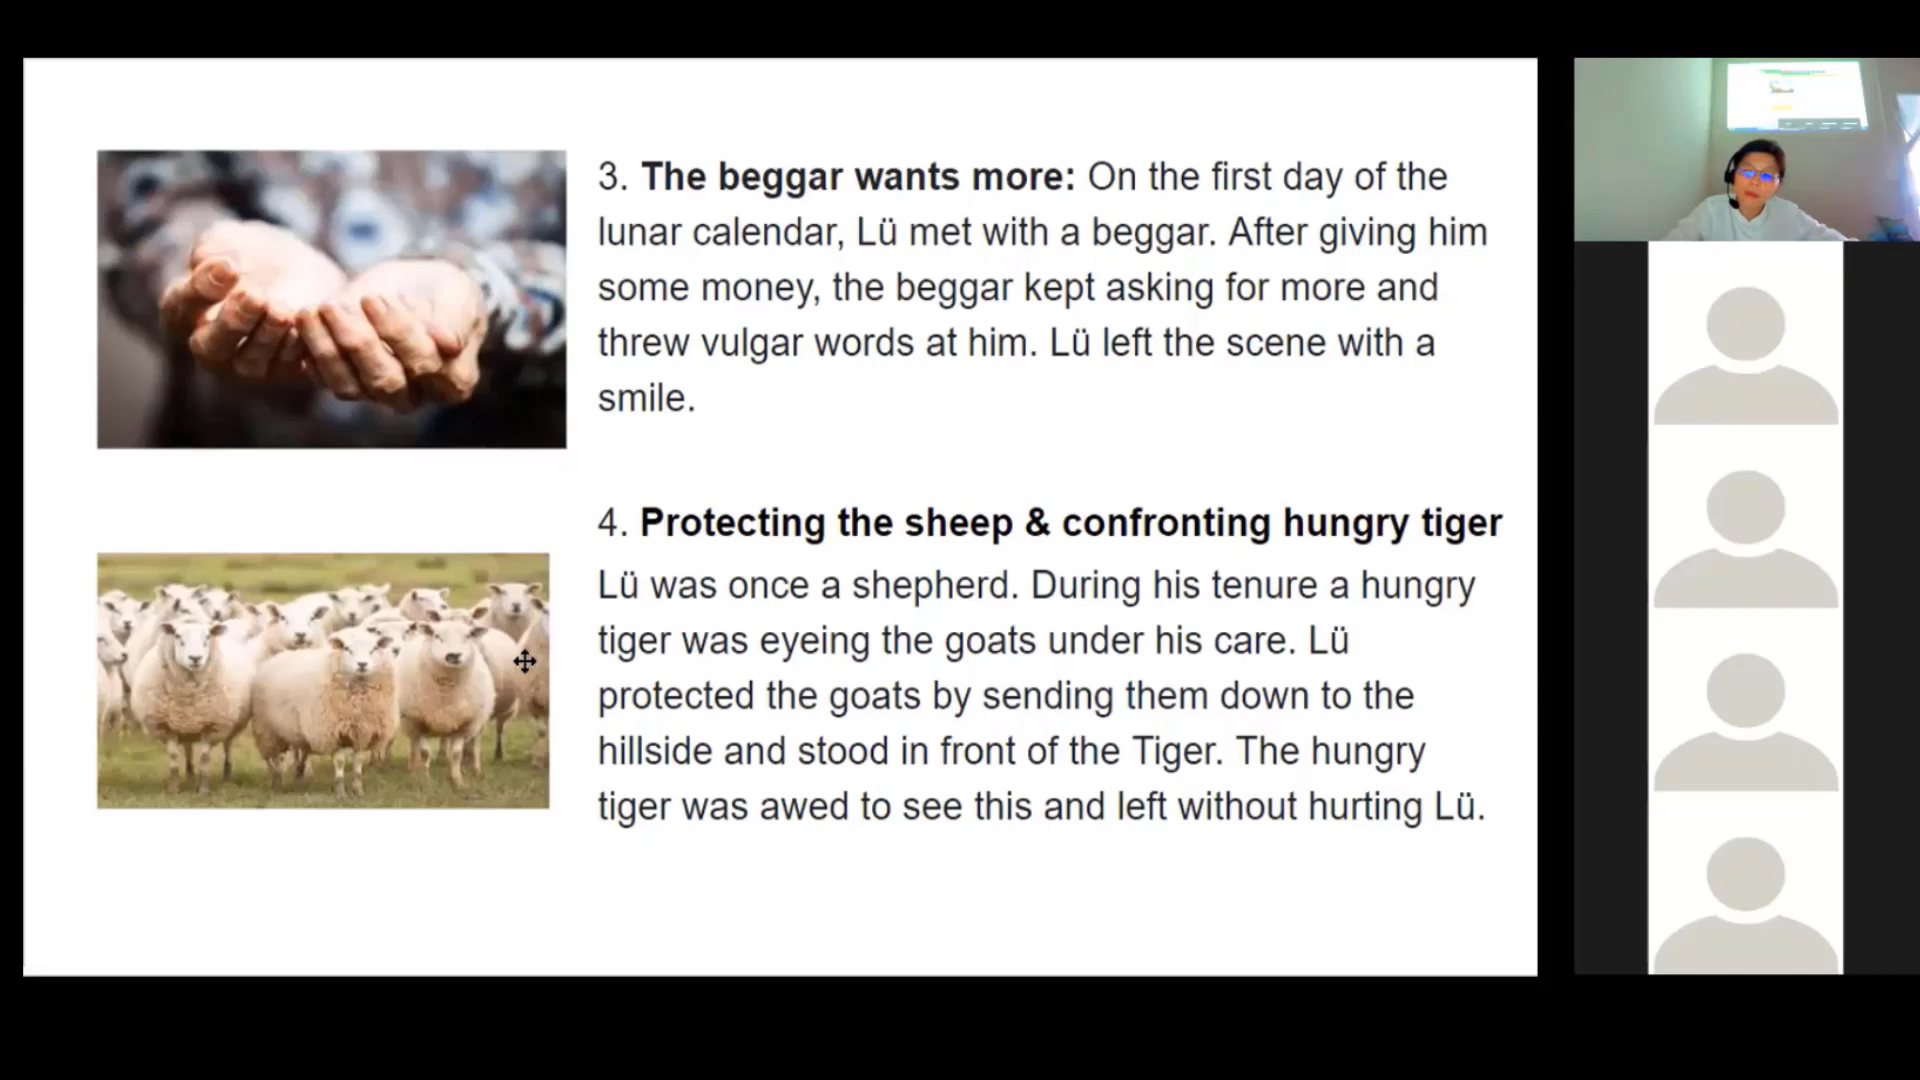 3. The beggar wants more: On the first day of the
lunar calendar, Lü met with a beggar. After giving him
some money, the beggar kept asking for more and
threw vulgar words at him. Lü left the scene with a
smile.
4. Protecting the sheep & confronting hungry tiger
Lü was once a shepherd. During his tenure a hungry
tiger was eyeing the goats under his care. Lü
protected the goats by sending them down to the
hillside and stood in front of the Tiger. The hungry
tiger was awed to see this and left without hurting Lü.